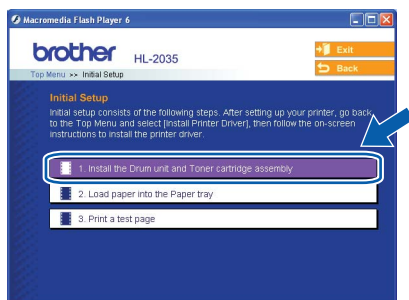 Macromedia Flash Player 6
brother HL-2035
Exit
Back
Top Menu >> Initial Setup
Initial Setup
Initial setup consists of the following steps. After setting up your printer, go back
to the Top Menu and select [Install Printer Driver], then follow the on-screen
instructions to install the printer driver.
1. Install the Drum unit and Toner cartridge assembly
2. Load paper into the Paper tray
3. Print a test page